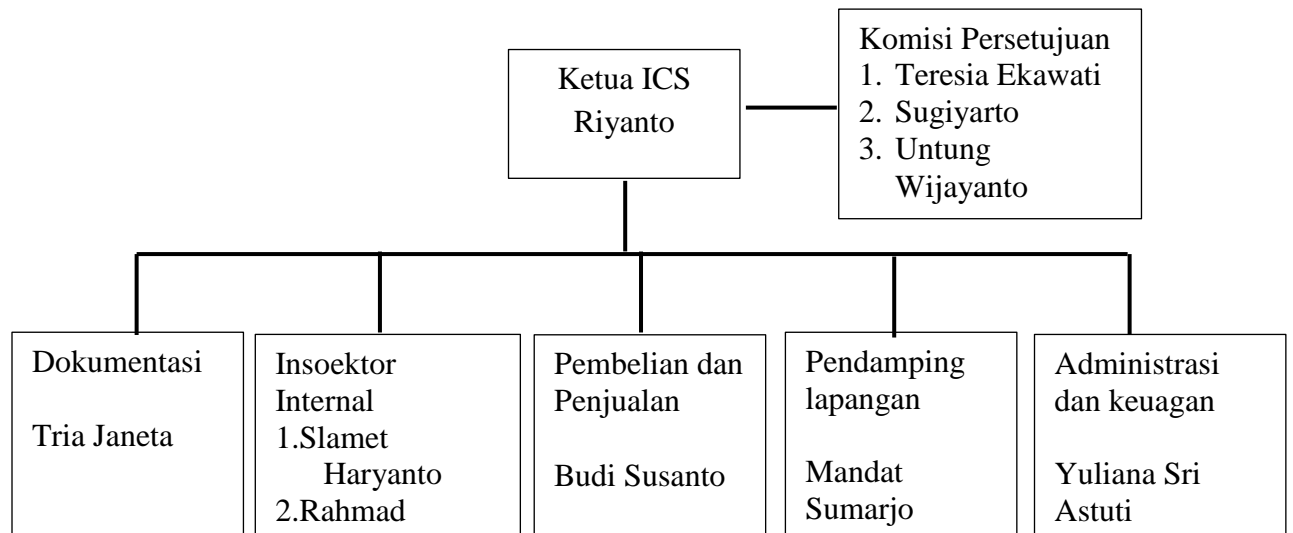 Ketua ICS
Riyanto
Komisi Persetujuan
1. Teresia Ekawati
2. Sugiyarto
3. Untung
Wijayanto
Dokumentasi
Tria Janeta
Insoektor
Internal
1.Slamet
Haryanto
2.Rahmad
Pembelian dan
Penjualan
Budi Susanto
Pendamping
lapangan
Mandat
Sumarjo
Administrasi
dan keuagan
Yuliana Sri
Astuti